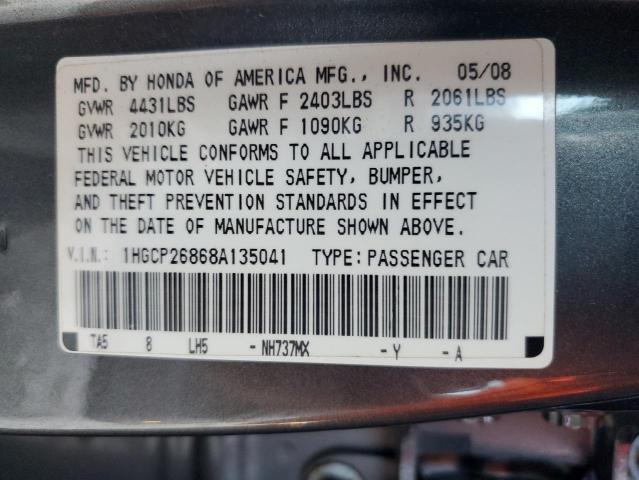 MFD. BY HONDA OF AMERICA MFG., INC. 05/08
GVWR 4431LBS GAWR F 2403LBS R 2061LBS
GVWR 2010KG GAWR F 1090KG R 935KG
THIS VEHICLE CONFORMS TO ALL APPLICABLE
FEDERAL MOTOR VEHICLE SAFETY, BUMPER,
AND THEFT PREVENTION STANDARDS IN EFFECT
ON THE DATE OF MANUFACTURE SHOWN ABOVE.
V.I.N.: 1HGCP26868A135041 TYPE: PASSENGER CAR
TA5 8 LH5 - NH737MX - Y - A